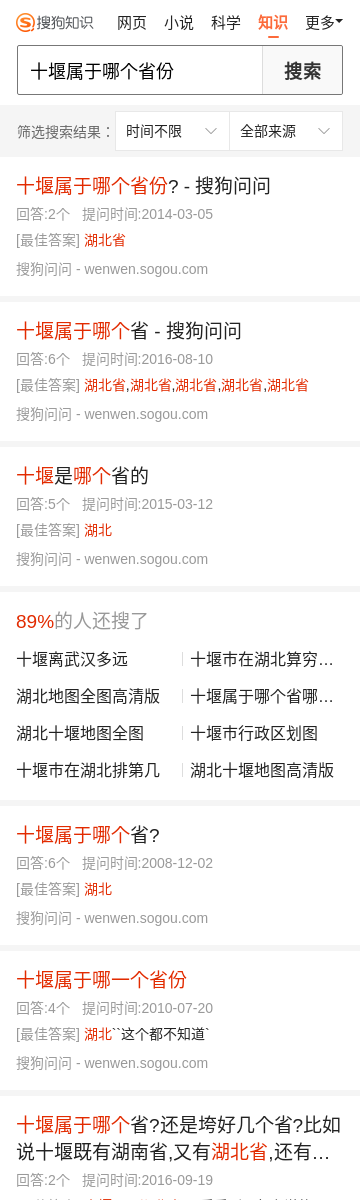 搜狗知识 网页 小说 科学 知识 更多
十堰属于哪个省份 搜索
筛选搜索结果： 时间不限 全部来源
十堰属于哪个省份? - 搜狗问问
回答:2个 提问时间:2014-03-05
[最佳答案] 湖北省
搜狗问问 - wenwen.sogou.com
十堰属于哪个省 - 搜狗问问
回答:6个 提问时间:2016-08-10
[最佳答案] 湖北省,湖北省,湖北省,湖北省,湖北省
搜狗问问 - wenwen.sogou.com
十堰是哪个省的
回答:5个 提问时间:2015-03-12
[最佳答案] 湖北
搜狗问问 - wenwen.sogou.com
89%的人还搜了
十堰离武汉多远 十堰市在湖北算穷…
湖北地图全图高清版 十堰属于哪个省哪…
湖北十堰地图全图 十堰市行政区划图
十堰市在湖北排第几 湖北十堰地图高清版
十堰属于哪个省?
回答:6个 提问时间:2008-12-02
[最佳答案] 湖北
搜狗问问 - wenwen.sogou.com
十堰属于哪一个省份
回答:4个 提问时间:2010-07-20
[最佳答案] 湖北``这个都不知道`
搜狗问问 - wenwen.sogou.com
十堰属于哪个省?还是垮好几个省?比如
说十堰既有湖南省,又有湖北省,还有…
回答:2个 提问时间:2016-09-19